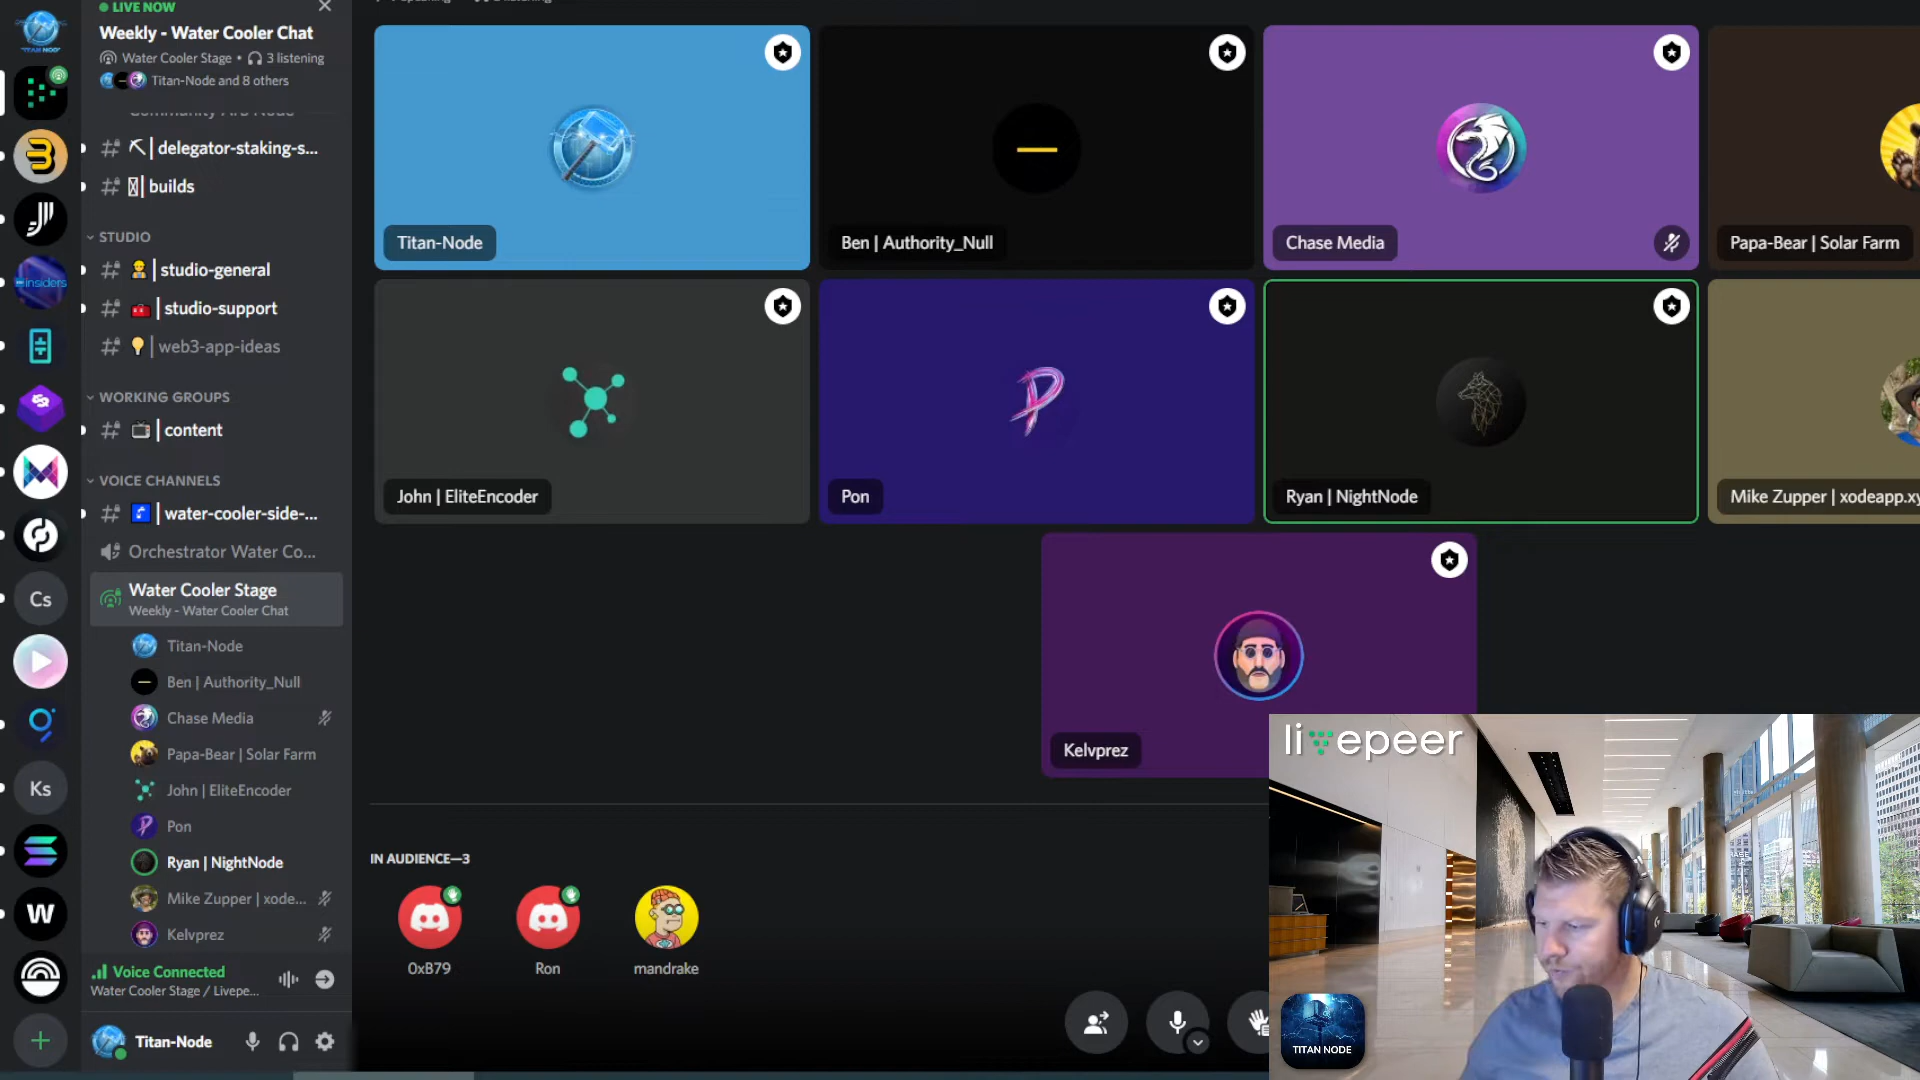 LIVE NOW
Weekly - Water Cooler Chat
Water Cooler Stage • 3 listening
Titan-Node and 8 others
delegator-staking-s...
builds
STUDIO
studio-general
studio-support
web3-app-ideas
WORKING GROUPS
content
VOICE CHANNELS
water-cooler-side-...
Orchestrator Water Co...
Water Cooler Stage
Weekly - Water Cooler Chat
Titan-Node
Ben | Authority_Null
Chase Media
Papa-Bear | Solar Farm
John | EliteEncoder
Pon
Ryan | NightNode
Mike Zupper | xode...
Kelvprez
Voice Connected
Water Cooler Stage / Livepe...
Titan-Node
insiders
Cs
Ks
W
Titan-Node
Ben | Authority_Null
Chase Media
Papa-Bear | Solar Farm
John | EliteEncoder
Pon
Ryan | NightNode
Mike Zupper | xodeapp.xy
Kelvprez
IN AUDIENCE—3
0xB79
Ron
mandrake
livepeer
TITAN NODE